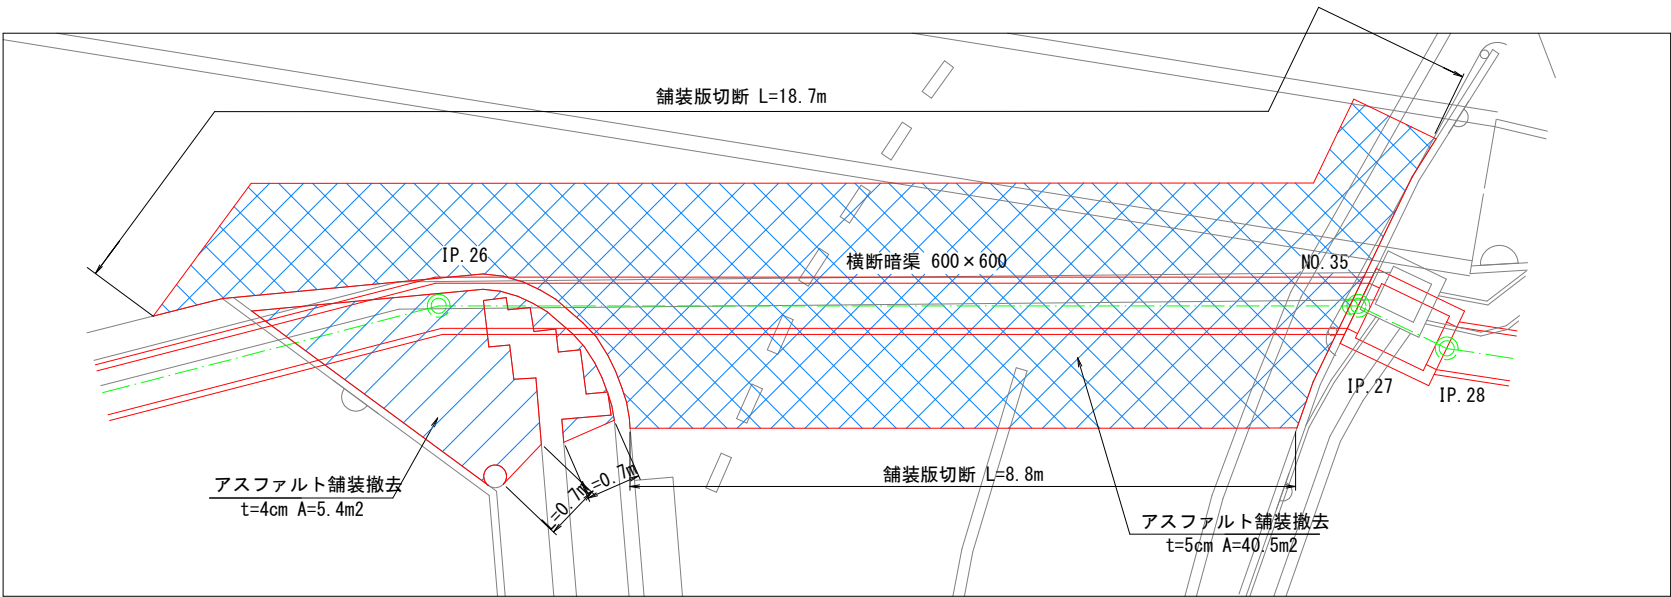 舗装版切断 L=18.7m
IP.26
横断暗渠 600×600
NO.35
IP.27
IP.28
舗装版切断 L=8.8m
L=0.7m
L=0.7m
アスファルト舗装撤去
t=4cm A=5.4m2
アスファルト舗装撤去
t=5cm A=40.5m2